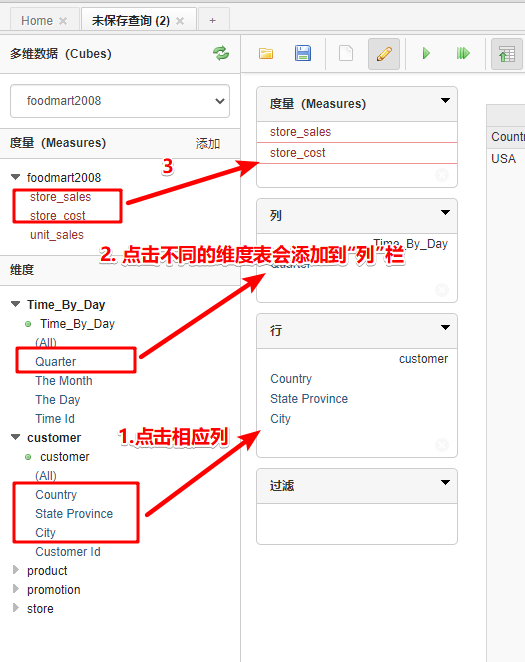 Home ×
未保存查询 (2) ×
+
多维数据（Cubes）
foodmart2008
度量（Measures）
添加
foodmart2008
store_sales
store_cost
unit_sales
维度
Time_By_Day
Time_By_Day
(All)
Quarter
The Month
The Day
Time Id
customer
customer
(All)
Country
State Province
City
Customer Id
product
promotion
store
度量（Measures）
store_sales
store_cost
列
Time_By_Day
Quarter
行
customer
Country
State Province
City
过滤
Countr
USA
3
2. 点击不同的维度表会添加到“列”栏
1.点击相应列